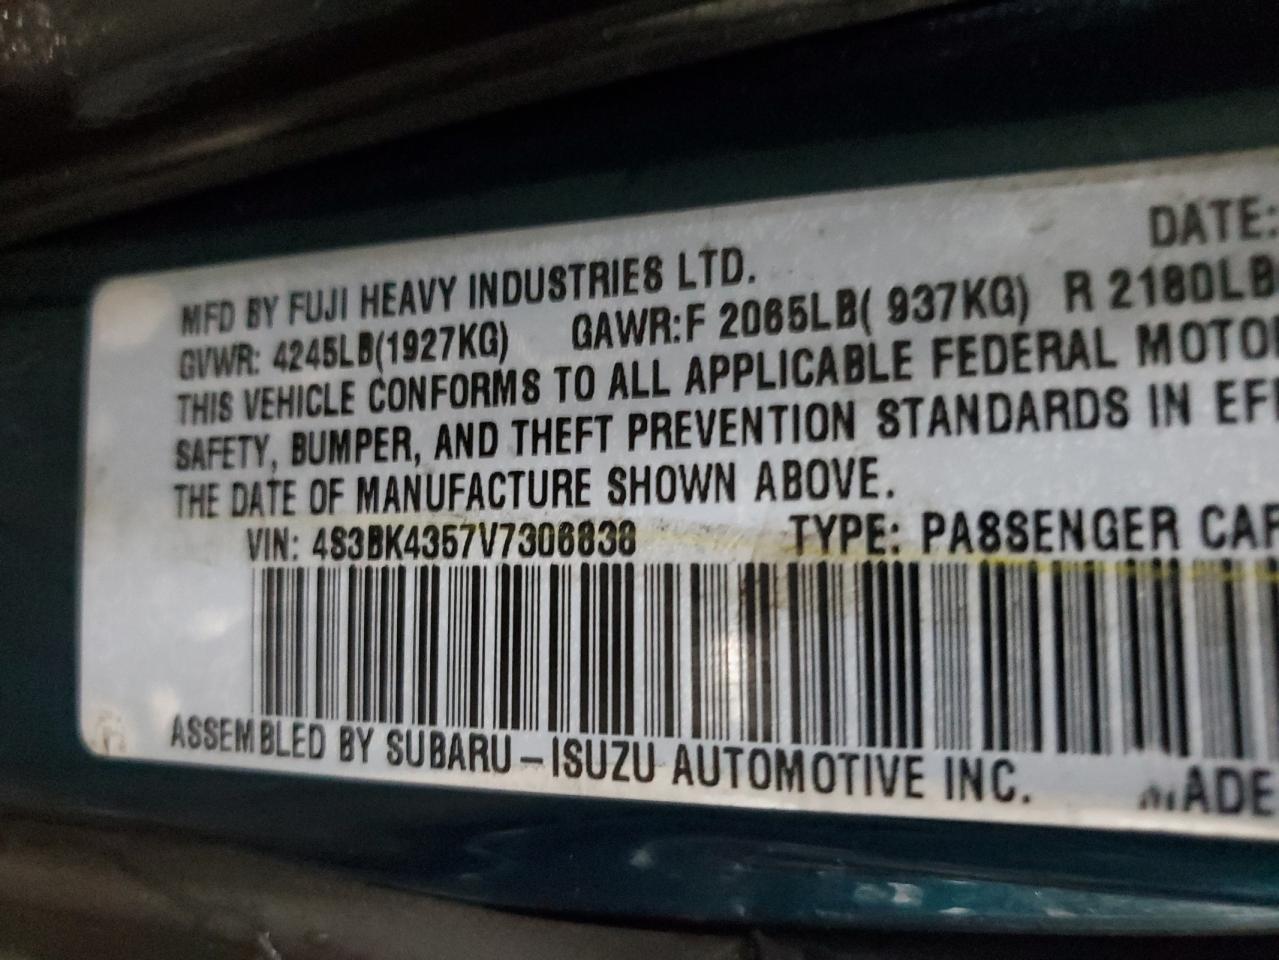 DATE:
MFD BY FUJI HEAVY INDUSTRIES LTD.
GVWR: 4245LB(1927KG) GAWR:F 2065LB( 937KG) R 2180LB
THIS VEHICLE CONFORMS TO ALL APPLICABLE FEDERAL MOTO
SAFETY, BUMPER, AND THEFT PREVENTION STANDARDS IN EF
THE DATE OF MANUFACTURE SHOWN ABOVE.
VIN: 4S3BK4357V7306838 TYPE: PASSENGER CAR
ASSEMBLED BY SUBARU-ISUZU AUTOMOTIVE INC. MADE